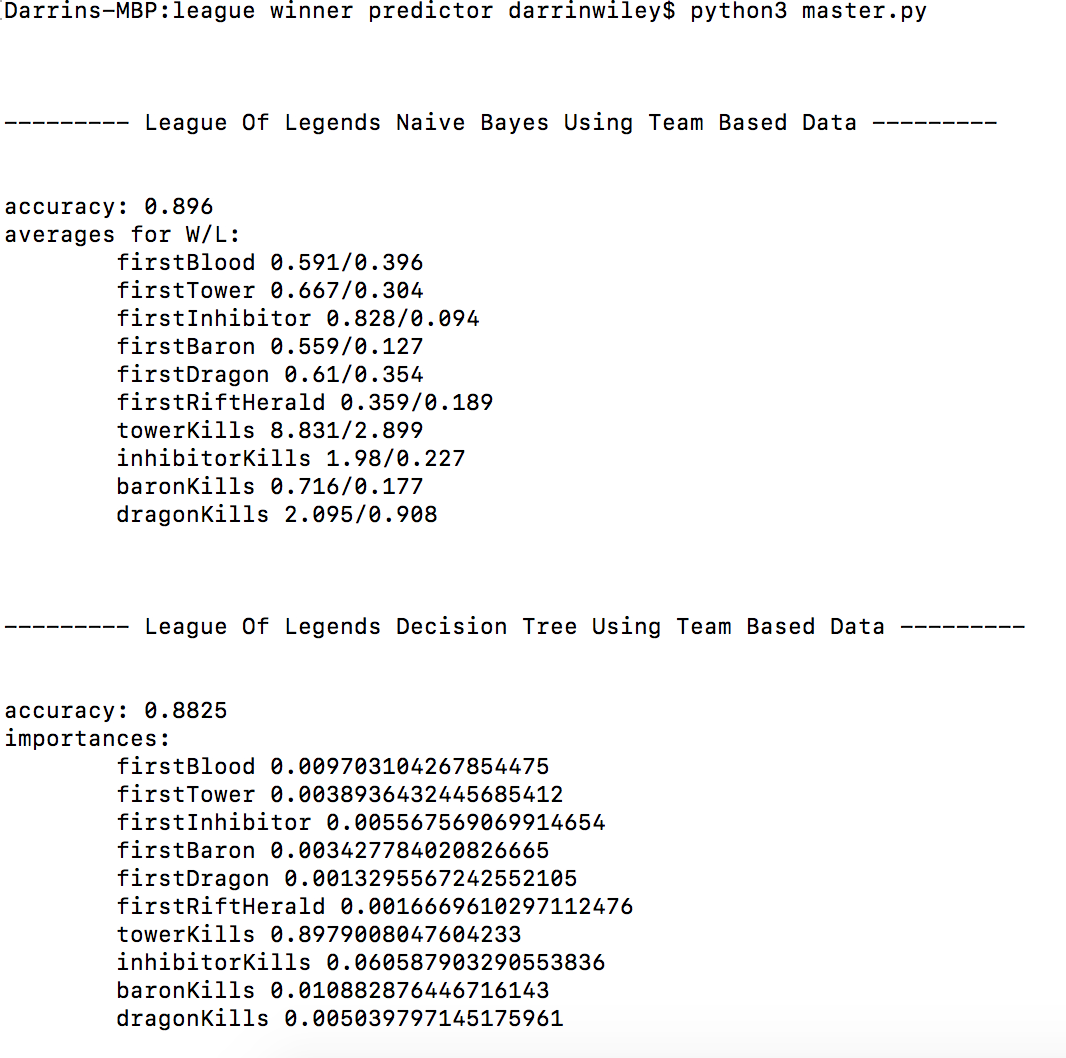 Darrins-MBP:league winner predictor darrinwiley$ python3 master.py
--------- League Of Legends Naive Bayes Using Team Based Data ---------
accuracy: 0.896
averages for W/L:
firstBlood 0.591/0.396
firstTower 0.667/0.304
firstInhibitor 0.828/0.094
firstBaron 0.559/0.127
firstDragon 0.61/0.354
firstRiftHerald 0.359/0.189
towerKills 8.831/2.899
inhibitorKills 1.98/0.227
baronKills 0.716/0.177
dragonKills 2.095/0.908
--------- League Of Legends Decision Tree Using Team Based Data ---------
accuracy: 0.8825
importances:
firstBlood 0.009703104267854475
firstTower 0.0038936432445685412
firstInhibitor 0.005567569069914654
firstBaron 0.003427784020826665
firstDragon 0.0013295567242552105
firstRiftHerald 0.0016669610297112476
towerKills 0.8979008047604233
inhibitorKills 0.060587903290553836
baronKills 0.010882876446716143
dragonKills 0.005039797145175961